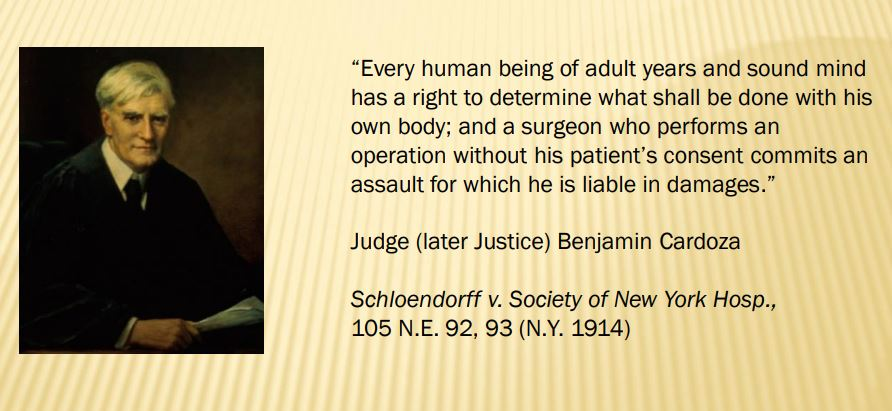 “Every human being of adult years and sound mind
has a right to determine what shall be done with his
own body; and a surgeon who performs an
operation without his patient’s consent commits an
assault for which he is liable in damages.”
Judge (later Justice) Benjamin Cardoza
Schloendorff v. Society of New York Hosp.,
105 N.E. 92, 93 (N.Y. 1914)